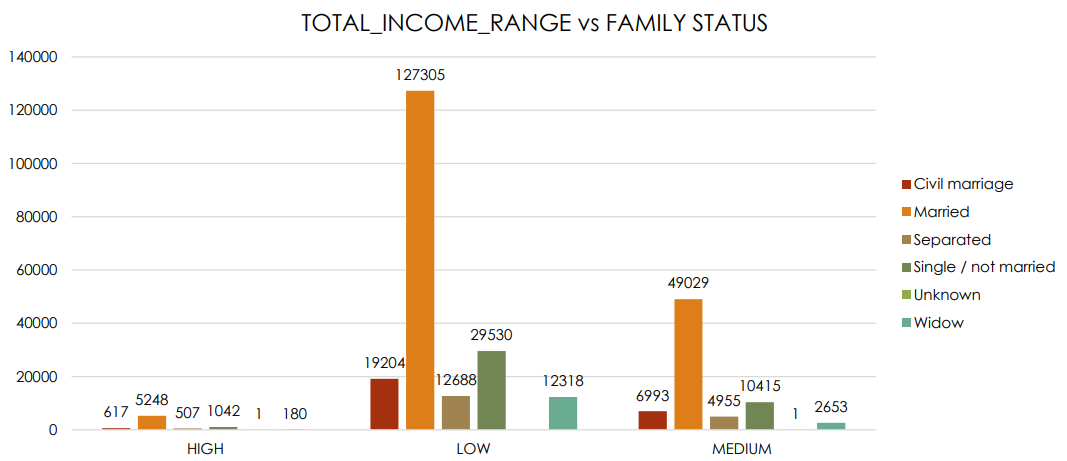 TOTAL_INCOME_RANGE vs FAMILY STATUS
140000
120000
100000
80000
60000
40000
20000
0
617
5248
507
1042
1
180
19204
127305
12688
29530
12318
6993
49029
4955
10415
1
2653
HIGH
LOW
MEDIUM
Civil marriage
Married
Separated
Single / not married
Unknown
Widow